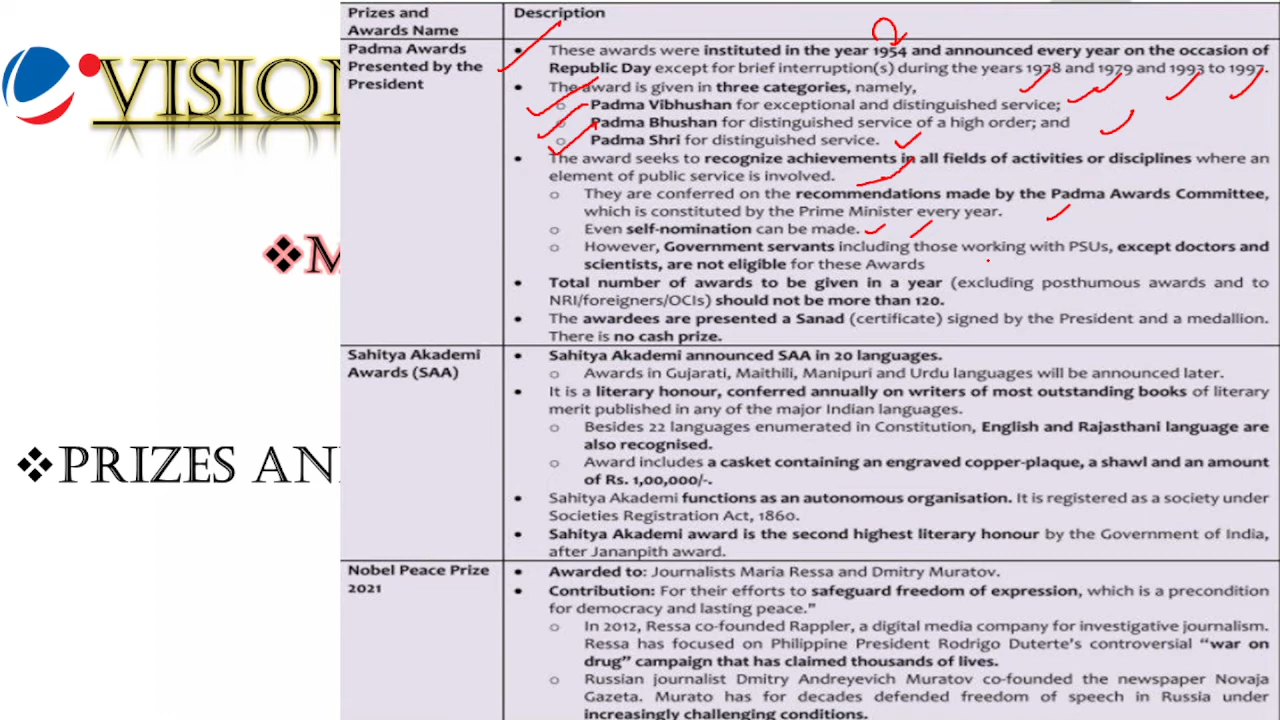 VISION
❖M
❖PRIZES AN
Prizes and Awards Name
Description
Padma Awards Presented by the President
• These awards were instituted in the year 1954 and announced every year on the occasion of
Republic Day except for brief interruption(s) during the years 1978 and 1979 and 1993 to 1997.
• The award is given in three categories, namely,
o Padma Vibhushan for exceptional and distinguished service;
o Padma Bhushan for distinguished service of a high order; and
o Padma Shri for distinguished service.
• The award seeks to recognize achievements in all fields of activities or disciplines where an
element of public service is involved.
o They are conferred on the recommendations made by the Padma Awards Committee,
which is constituted by the Prime Minister every year.
o Even self-nomination can be made.
o However, Government servants including those working with PSUs, except doctors and
scientists, are not eligible for these Awards
• Total number of awards to be given in a year (excluding posthumous awards and to
NRI/foreigners/OCIs) should not be more than 120.
• The awardees are presented a Sanad (certificate) signed by the President and a medallion.
There is no cash prize.
Sahitya Akademi Awards (SAA)
• Sahitya Akademi announced SAA in 20 languages.
o Awards in Gujarati, Maithili, Manipuri and Urdu languages will be announced later.
• It is a literary honour, conferred annually on writers of most outstanding books of literary
merit published in any of the major Indian languages.
o Besides 22 languages enumerated in Constitution, English and Rajasthani language are
also recognised.
o Award includes a casket containing an engraved copper-plaque, a shawl and an amount
of Rs. 1,00,000/-.
• Sahitya Akademi functions as an autonomous organisation. It is registered as a society under
Societies Registration Act, 1860.
• Sahitya Akademi award is the second highest literary honour by the Government of India,
after Jananpith award.
Nobel Peace Prize 2021
• Awarded to: Journalists Maria Ressa and Dmitry Muratov.
• Contribution: For their efforts to safeguard freedom of expression, which is a precondition
for democracy and lasting peace.”
o In 2012, Ressa co-founded Rappler, a digital media company for investigative journalism.
Ressa has focused on Philippine President Rodrigo Duterte’s controversial “war on
drug” campaign that has claimed thousands of lives.
o Russian journalist Dmitry Andreyevich Muratov co-founded the newspaper Novaja
Gazeta. Murato has for decades defended freedom of speech in Russia under
increasingly challenging conditions.